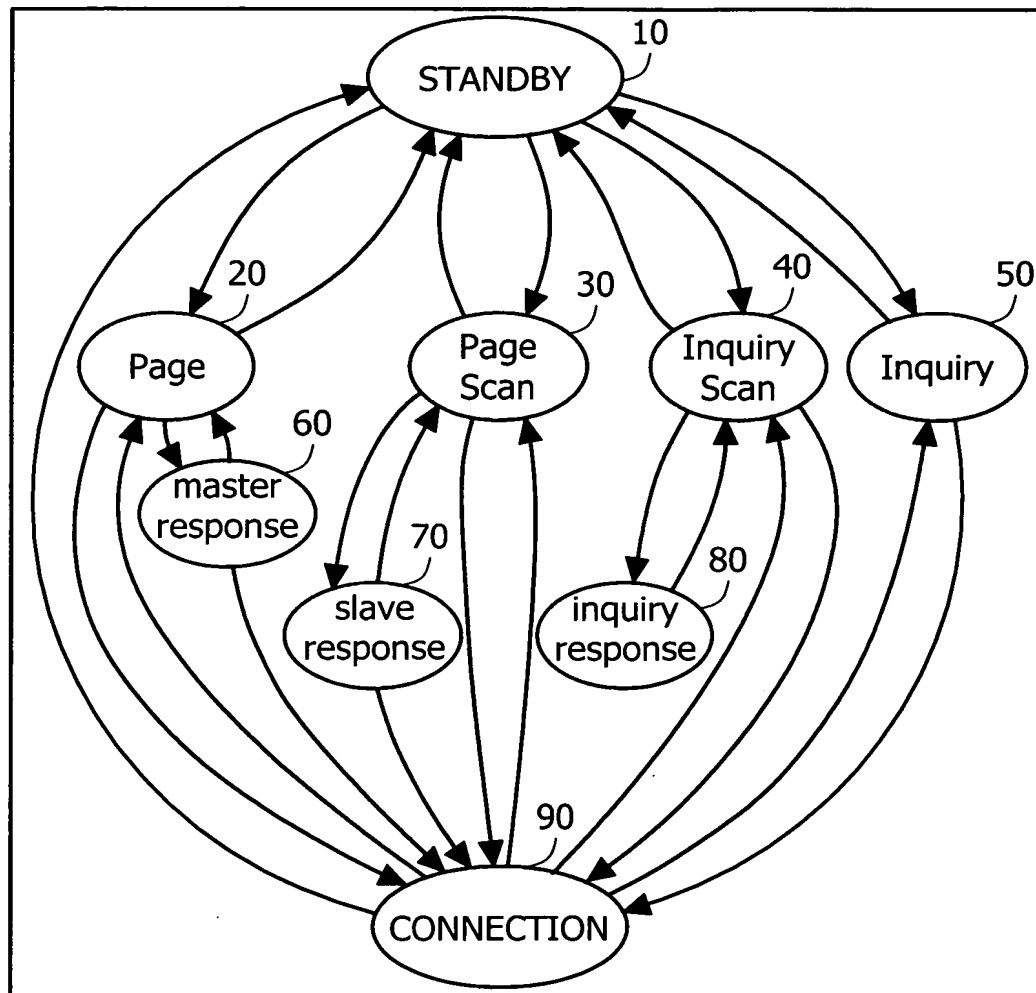 10
STANDBY
20
30
40
50
Page
Page
Scan
Inquiry
Scan
Inquiry
60
master
response
70
slave
response
80
inquiry
response
90
CONNECTION